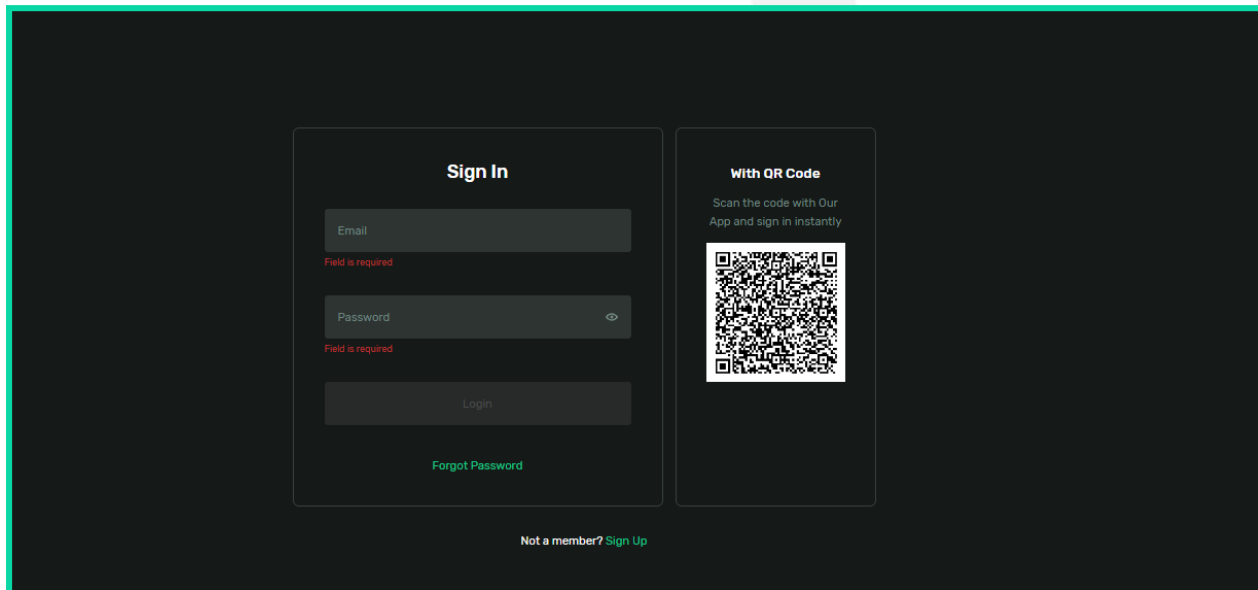 Sign In
Email
Field is required
Password
Field is required
Login
Forgot Password
With QR Code
Scan the code with Our
App and sign in instantly
Not a member? Sign Up